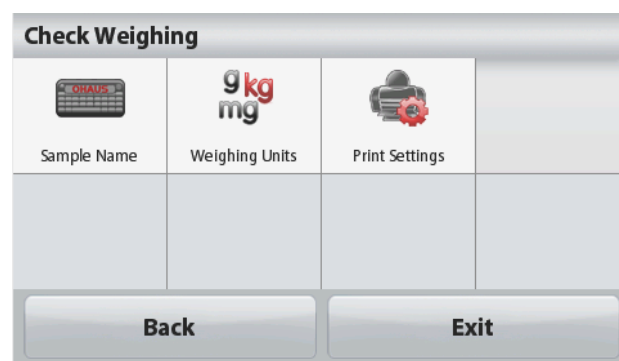 Check Weighing
OHAUS
g kg
mg
Sample Name
Weighing Units
Print Settings
Back
Exit